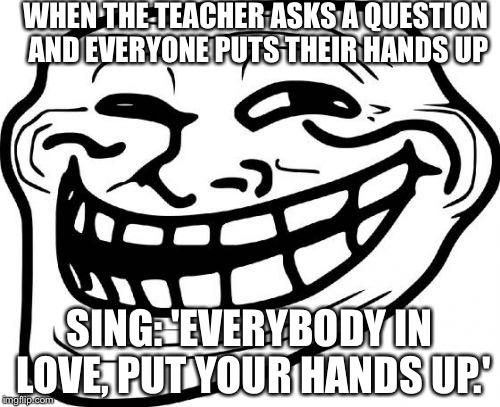 WHEN THE TEACHER ASKS A QUESTION
AND EVERYONE PUTS THEIR HANDS UP
SING: 'EVERYBODY IN
LOVE, PUT YOUR HANDS UP.'
imgflip.com